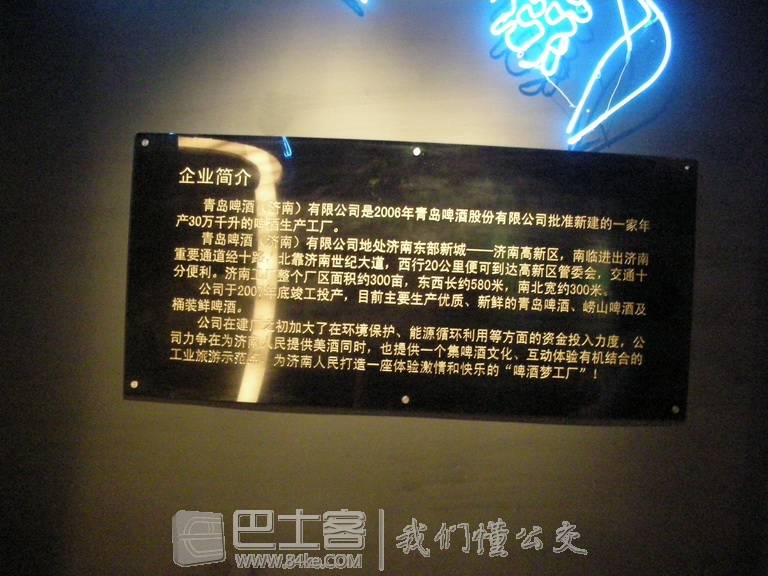 企业简介
青岛啤酒（济南）有限公司是2006年青岛啤酒股份有限公司批准新建的一家年
产30万千升的啤酒生产工厂。
青岛啤酒（济南）有限公司地处济南东部新城——济南高新区，南临进出济南
重要通道经十路，北靠济南世纪大道，西行20公里便可到达高新区管委会，交通十
分便利。济南工厂整个厂区面积约300亩，东西长约580米，南北宽约300米。
公司于2007年底竣工投产，目前主要生产优质、新鲜的青岛啤酒、崂山啤酒及
桶装鲜啤酒。
公司在建厂之初加大了在环境保护、能源循环利用等方面的资金投入力度，公
司力争在为济南人民提供美酒同时，也提供一个集啤酒文化、互动体验有机结合的
工业旅游示范点，为济南人民打造一座体验激情和快乐的“啤酒梦工厂”！
巴士客 我们懂公交
www.84ke.com